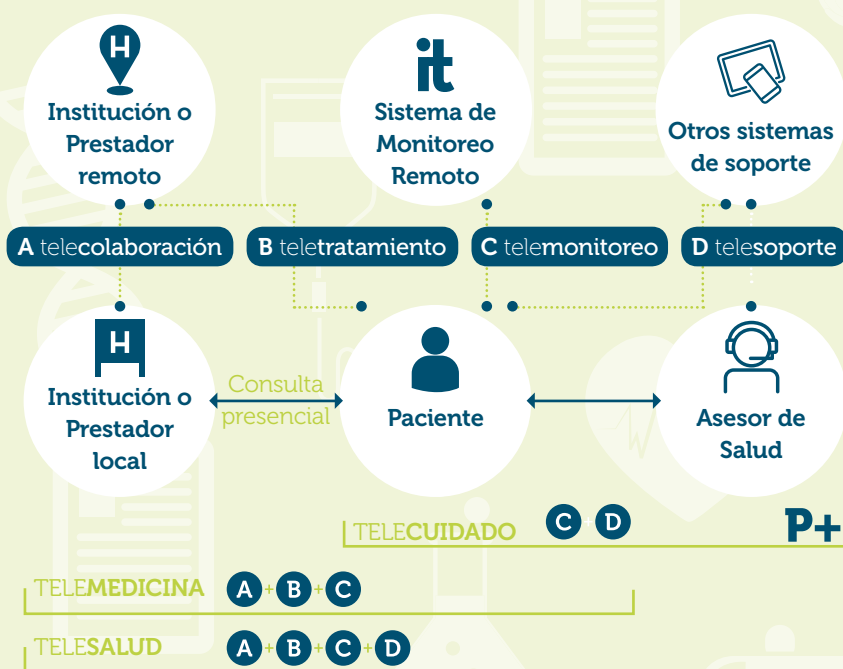 H
Institución o
Prestador
remoto
it
Sistema de
Monitoreo
Remoto
Otros sistemas
de soporte
A telecolaboración
B teletratamiento
C telemonitoreo
D telesoporte
H
Institución o
Prestador
local
Consulta
presencial
Paciente
Asesor de
Salud
TELECUIDADO C D
P+
TELEMEDICINA A + B + C
TELESALUD A + B + C + D